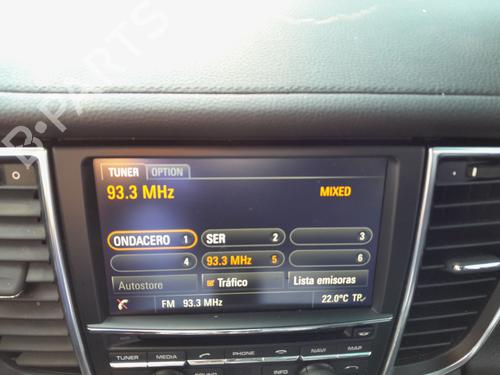 B-PARTS
TUNER OPTION
93.3 MHz MIXED
ONDACERO 1 SER 2 3
4 93.3 MHz 5 6
Autostore Tráfico Lista emisoras
FM 93.3 MHz 22.0°C TP
TUNER MEDIA PHONE NAVI MAP
SOUND